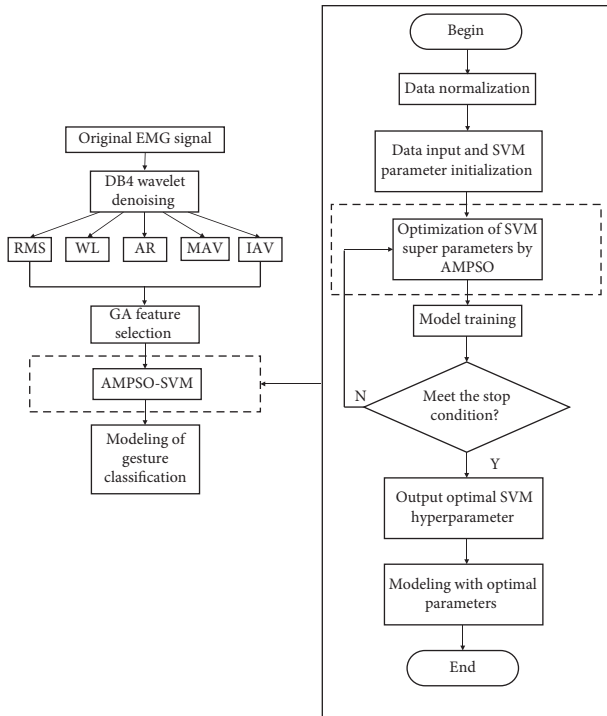 Original EMG signal
DB4 wavelet
denoising
RMS
WL
AR
MAV
IAV
GA feature
selection
AMPSO-SVM
Modeling of
gesture
classification
Begin
Data normalization
Data input and SVM
parameter initialization
Optimization of SVM
super parameters by
AMPSO
Model training
Meet the stop
condition?
N
Y
Output optimal SVM
hyperparameter
Modeling with optimal
parameters
End